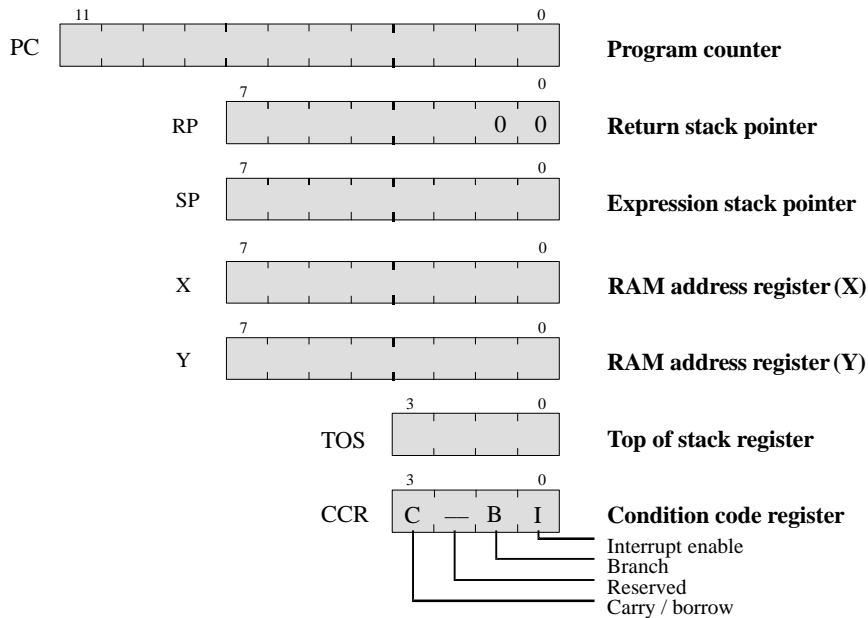 11 0
PC Program counter
7 0
RP 0 0 Return stack pointer
7 0
SP Expression stack pointer
7 0
X RAM address register (X)
7 0
Y RAM address register (Y)
3 0
TOS Top of stack register
3 0
CCR C — B I Condition code register
Interrupt enable
Branch
Reserved
Carry / borrow